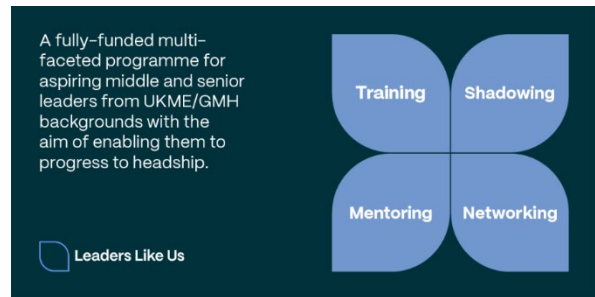 A fully-funded multi-
faceted programme for
aspiring middle and senior
leaders from UKME/GMH
backgrounds with the
aim of enabling them to
progress to headship.
Leaders Like Us
Training
Shadowing
Mentoring
Networking